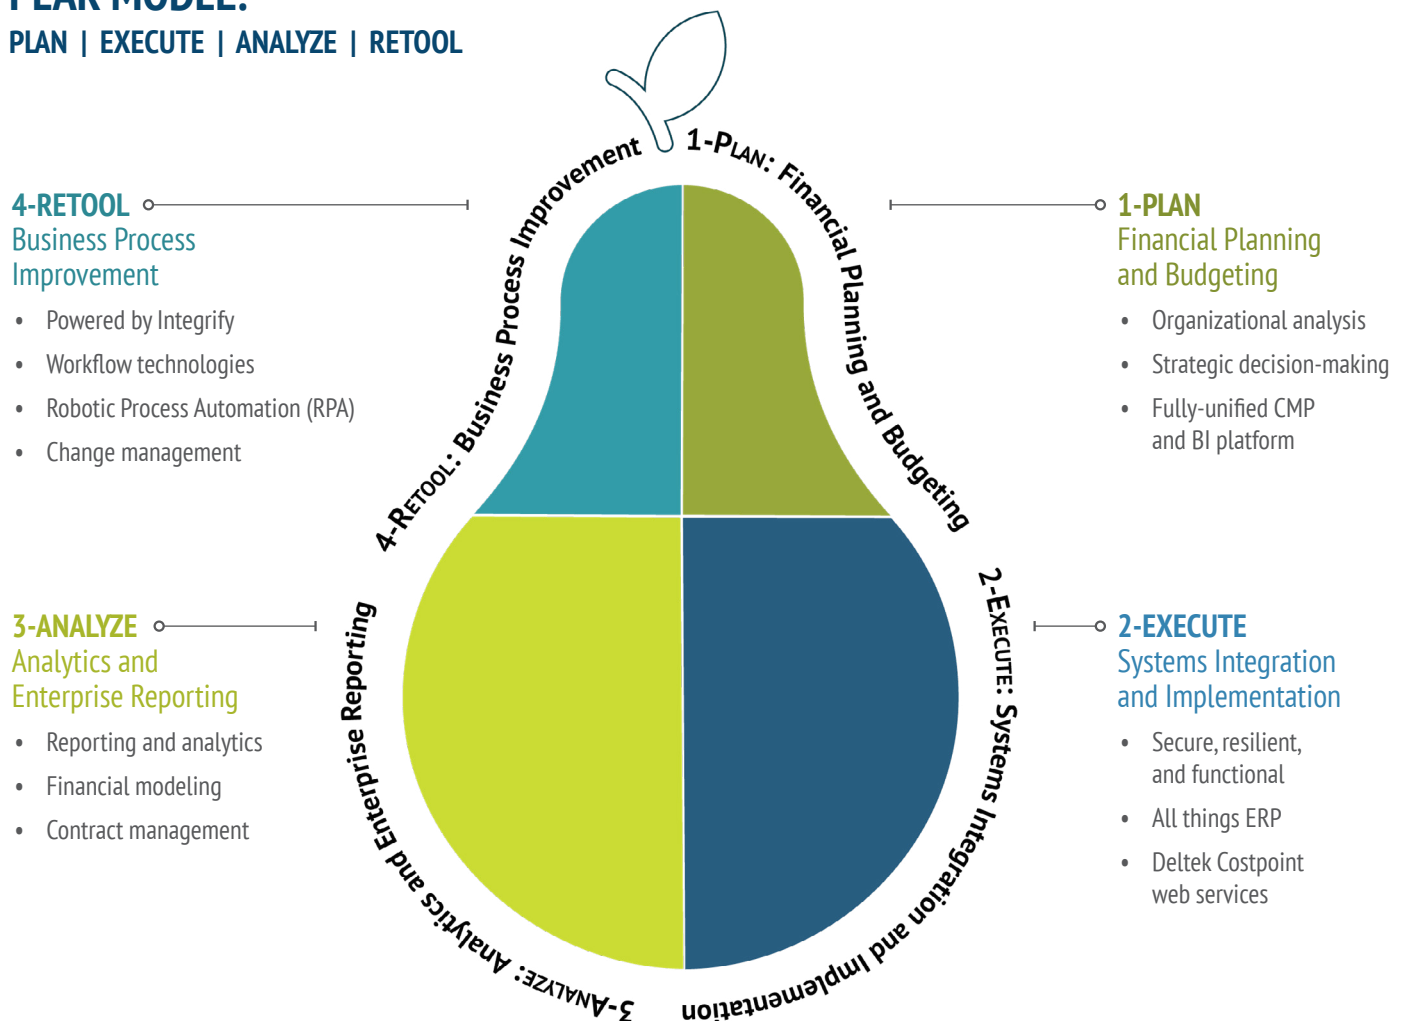 PEAR MODEL:
PLAN | EXECUTE | ANALYZE | RETOOL
4-RETOOL
Business Process
Improvement
• Powered by Integrify
• Workflow technologies
• Robotic Process Automation (RPA)
• Change management
3-ANALYZE
Analytics and
Enterprise Reporting
• Reporting and analytics
• Financial modeling
• Contract management
1-PLAN: Financial Planning and Budgeting
2-EXECUTE: Systems Integration and Implementation
3-ANALYZE: Analytics and Enterprise Reporting
4-RETOOL: Business Process Improvement
1-PLAN
Financial Planning
and Budgeting
• Organizational analysis
• Strategic decision-making
• Fully-unified CMP
and BI platform
2-EXECUTE
Systems Integration
and Implementation
• Secure, resilient,
and functional
• All things ERP
• Deltek Costpoint
web services